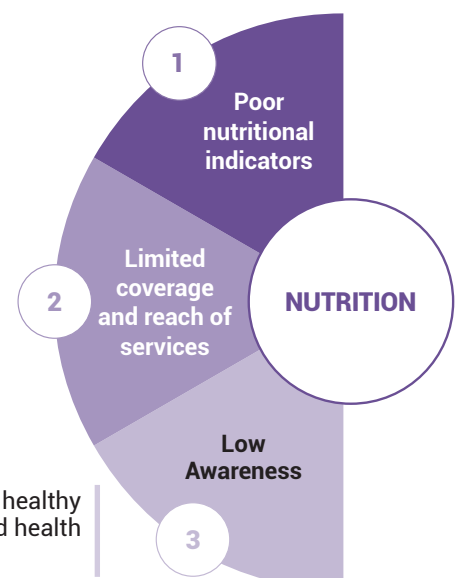 1
Poor
nutritional
indicators
2
Limited
coverage
and reach of
services
NUTRITION
Low
Awareness
healthy
d health
3